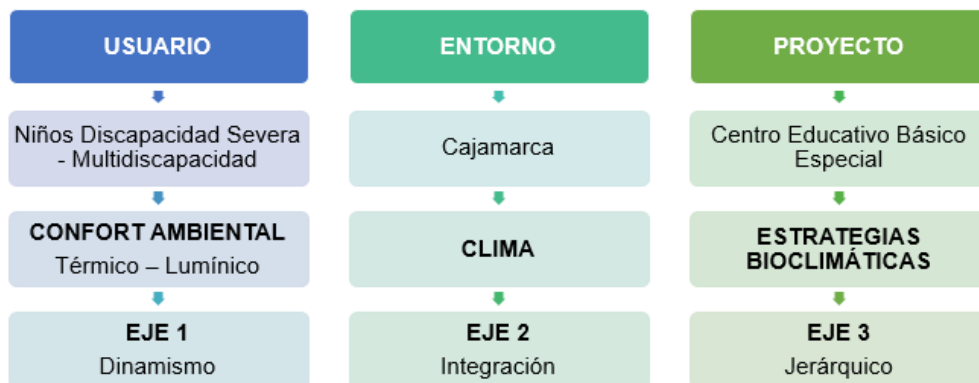 USUARIO
Niños Discapacidad Severa
- Multidiscapacidad
CONFORT AMBIENTAL
Térmico – Lumínico
EJE 1
Dinamismo
ENTORNO
Cajamarca
CLIMA
EJE 2
Integración
PROYECTO
Centro Educativo Básico
Especial
ESTRATEGIAS
BIOCLIMÁTICAS
EJE 3
Jerárquico